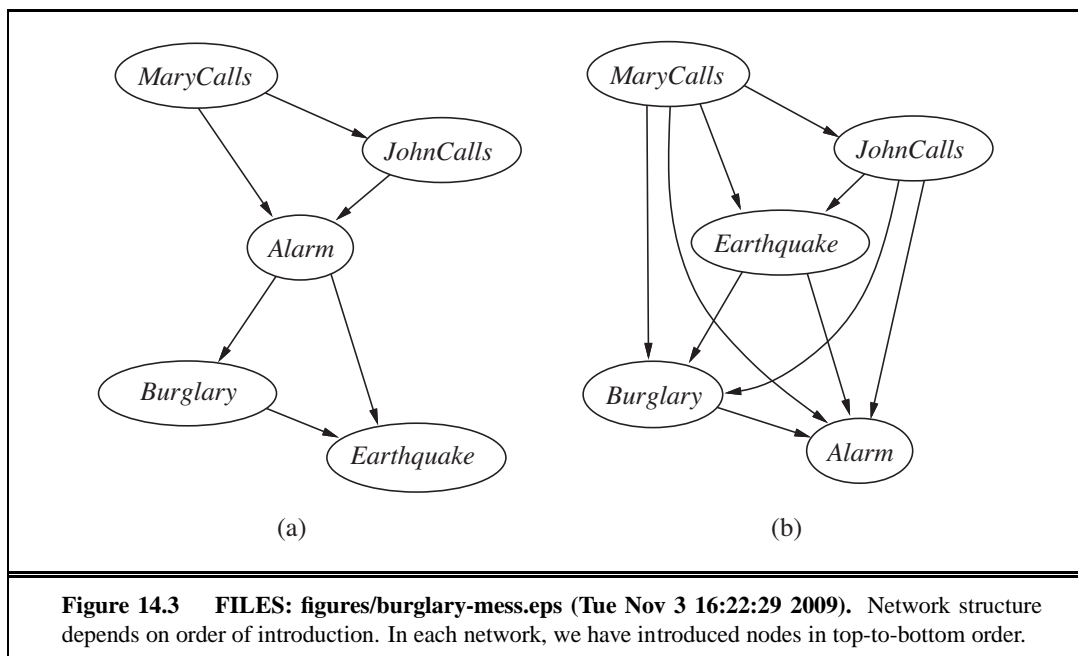 MaryCalls
JohnCalls
Alarm
Burglary
Earthquake
(a)
MaryCalls
JohnCalls
Earthquake
Burglary
Alarm
(b)
Figure 14.3 FILES: figures/burglary-mess.eps (Tue Nov 3 16:22:29 2009). Network structure
depends on order of introduction. In each network, we have introduced nodes in top-to-bottom order.